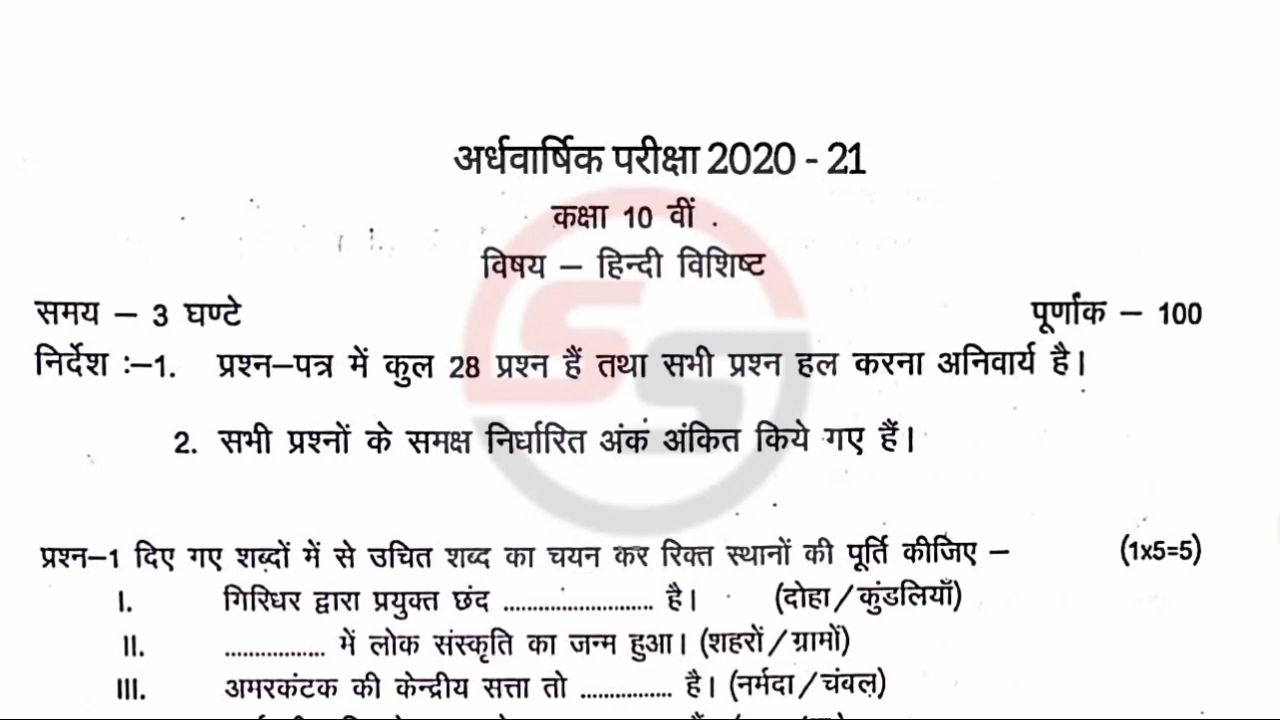 अर्धवार्षिक परीक्षा 2020 - 21
कक्षा 10 वीं .
विषय – हिन्दी विशिष्ट
समय – 3 घण्टे पूर्णांक – 100
निर्देश :–1. प्रश्न–पत्र में कुल 28 प्रश्न हैं तथा सभी प्रश्न हल करना अनिवार्य है।
2. सभी प्रश्नों के समक्ष निर्धारित अंक अंकित किये गए हैं।
प्रश्न–1 दिए गए शब्दों में से उचित शब्द का चयन कर रिक्त स्थानों की पूर्ति कीजिए – (1x5=5)
I. गिरिधर द्वारा प्रयुक्त छंद .......................... है। (दोहा / कुंडलियाँ)
II. .................. में लोक संस्कृति का जन्म हुआ। (शहरों / ग्रामों)
III. अमरकंटक की केन्द्रीय सत्ता तो ................ है। (नर्मदा / चंबल)
SG